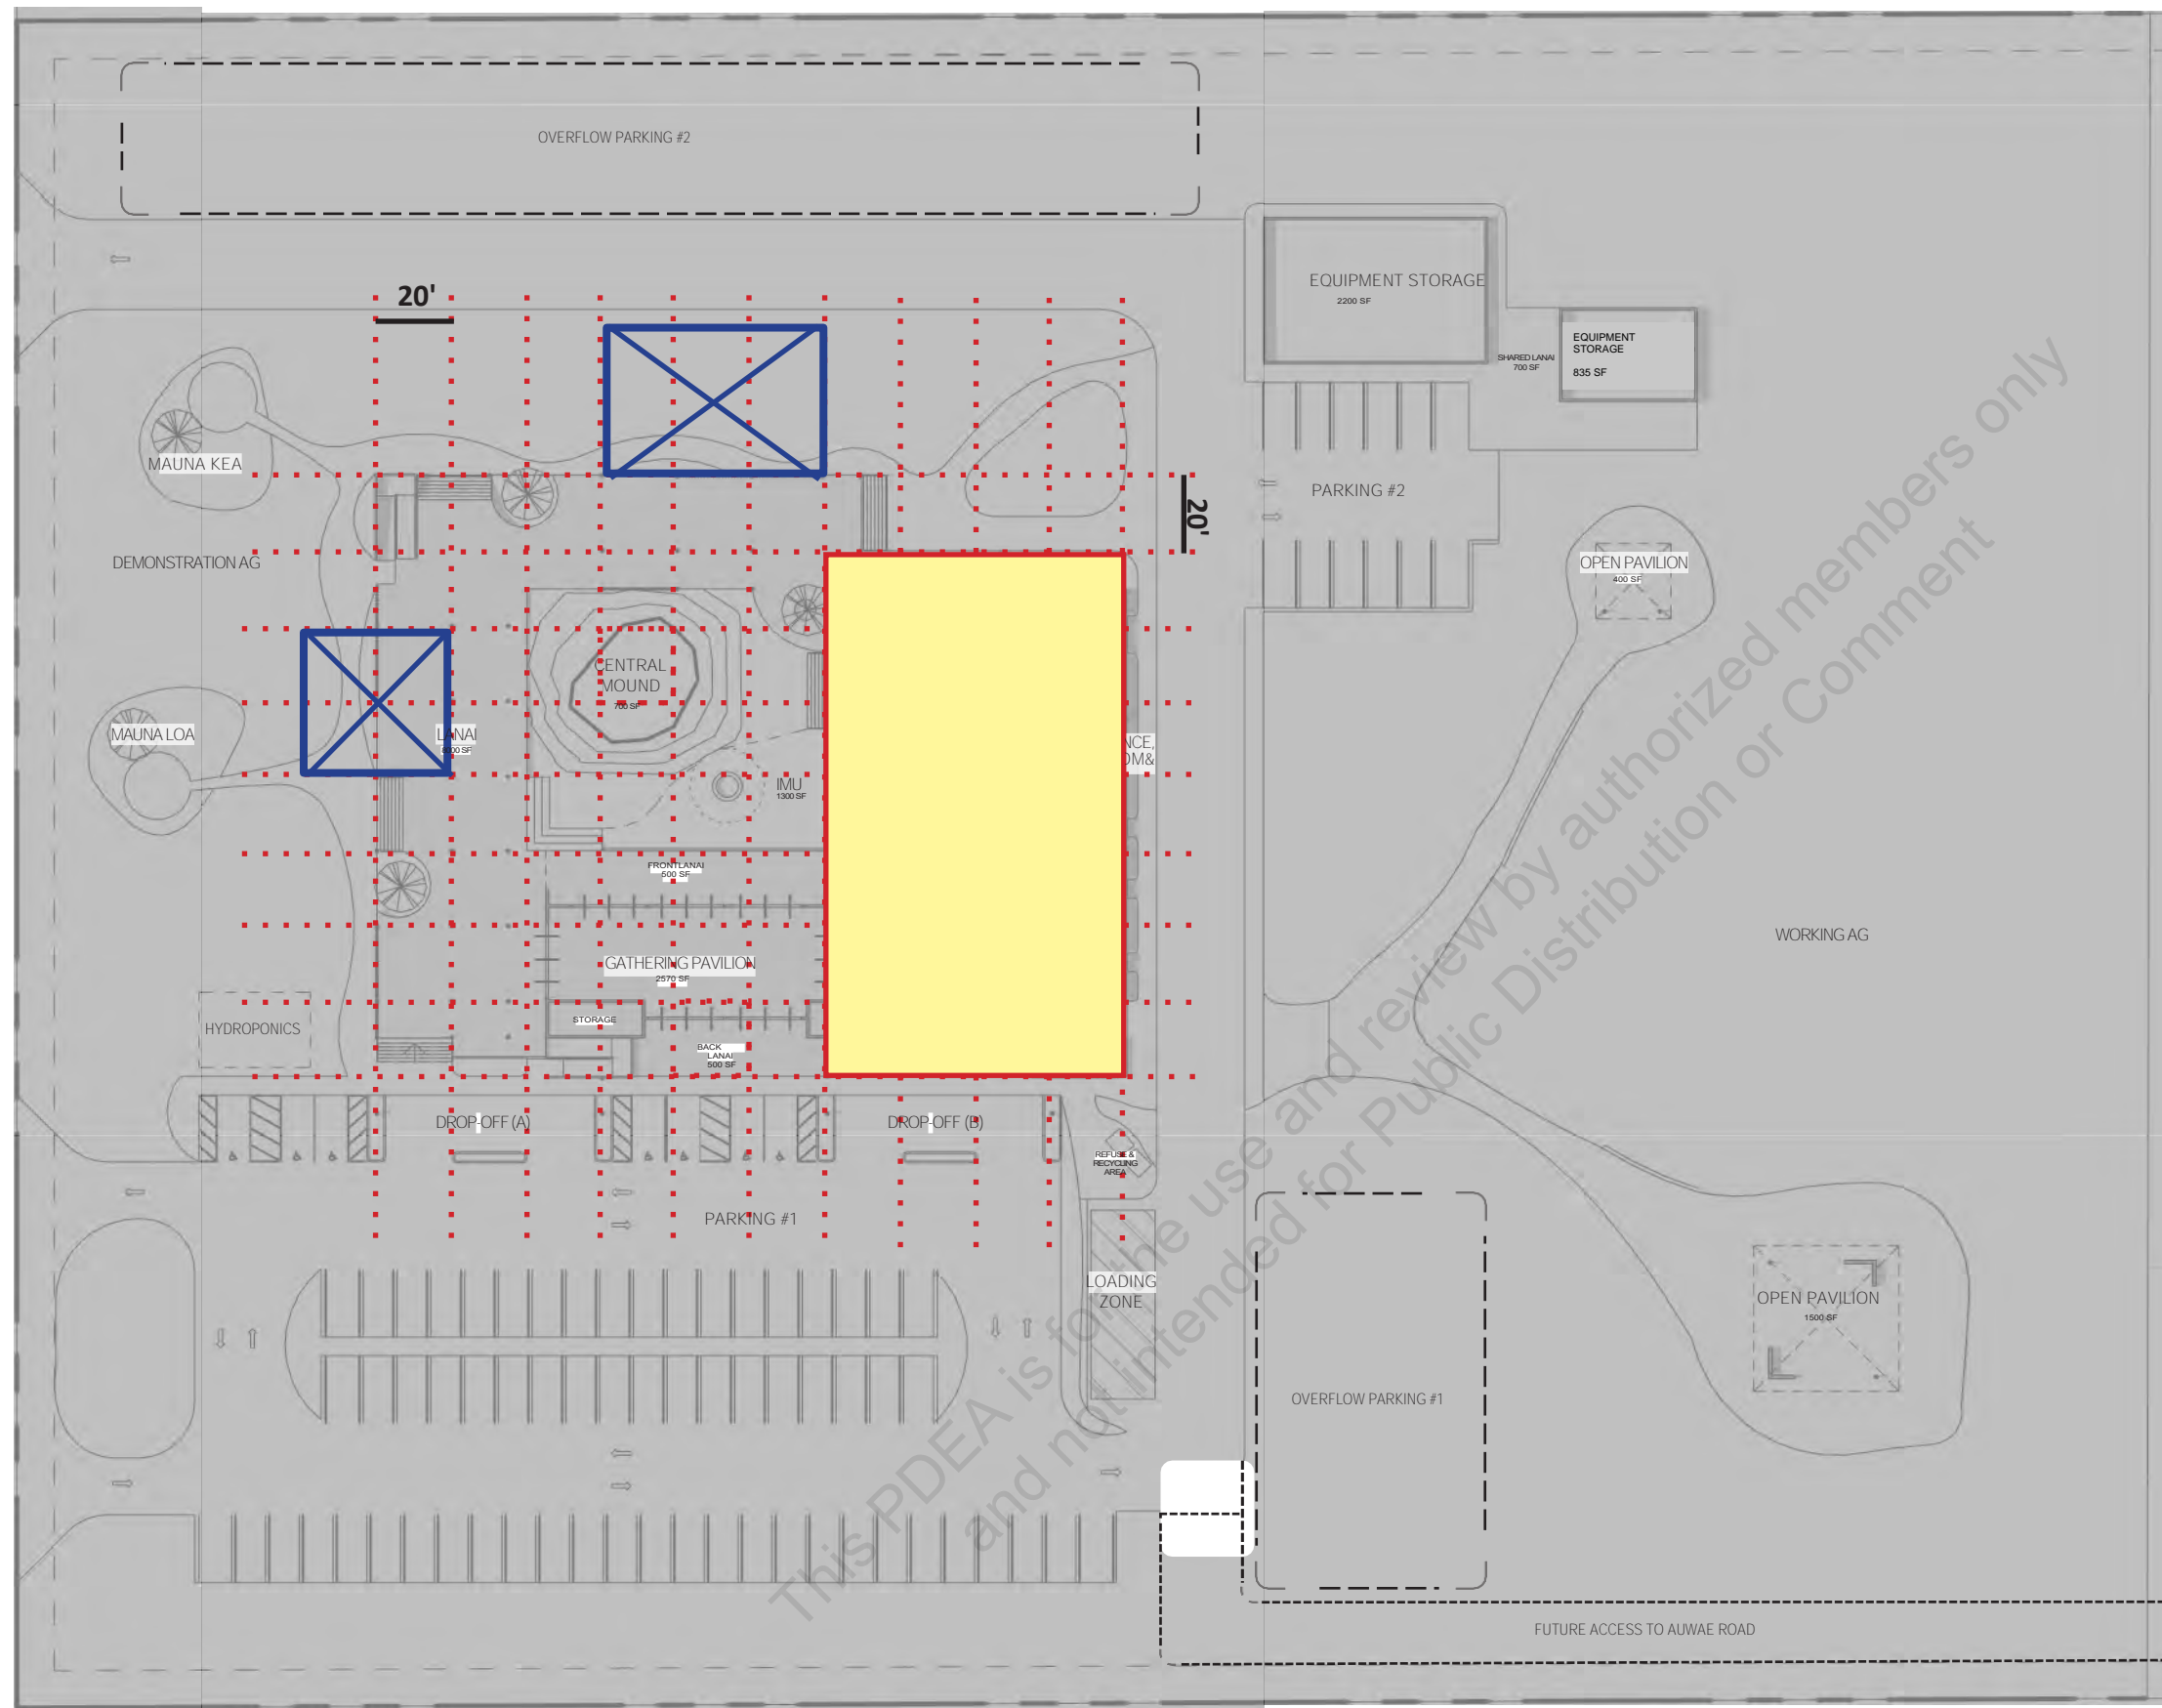 OVERFLOW PARKING #2
EQUIPMENT STORAGE
2200 SF
20'
EQUIPMENT
STORAGE
835 SF
SHARED LANAI
700 SF
MAUNA KEA
PARKING #2
20'
DEMONSTRATION AG
OPEN PAVILION
400 SF
CENTRAL
MOUND
700 SF
MAUNA LOA
LANAI
IMU
1300 SF
NCE,
OM&
FRONTLANAI
500 SF
WORKING AG
GATHERING PAVILION
2570 SF
STORAGE
HYDROPONICS
BACK
LANAI
500 SF
DROP-OFF (A)
DROP-OFF (B)
REFUSE &
RECYCLING
AREA
PARKING #1
LOADING
ZONE
OPEN PAVILION
1500 SF
OVERFLOW PARKING #1
FUTURE ACCESS TO AUWAE ROAD
This PDEA is for the use and review by authorized members only
and not intended for Public Distribution or Comment